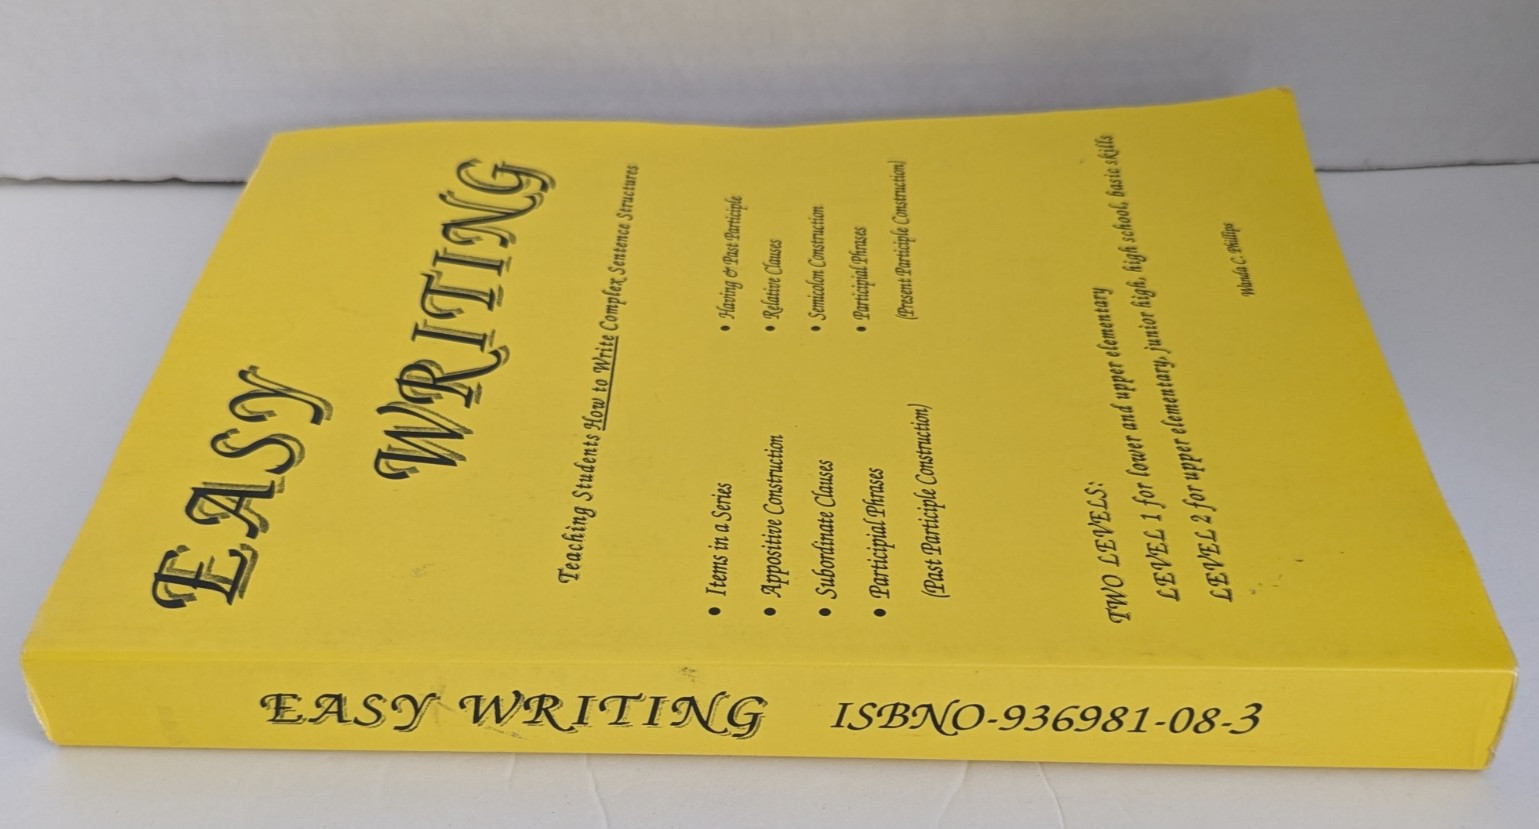 EASY
WRITING
Teaching Students How to Write Complex Sentence Structures
• Items in a Series
• Appositive Construction
• Subordinate Clauses
• Participial Phrases
(Past Participle Construction)
• Having & Past Participle
• Relative Clauses
• Semicolon Construction
• Participial Phrases
(Present Participle Construction)
TWO LEVELS:
LEVEL 1 for lower and upper elementary
LEVEL 2 for upper elementary, junior high, high school, basic skills
Wanda C. Phillips
EASY WRITING ISBNO-936981-08-3